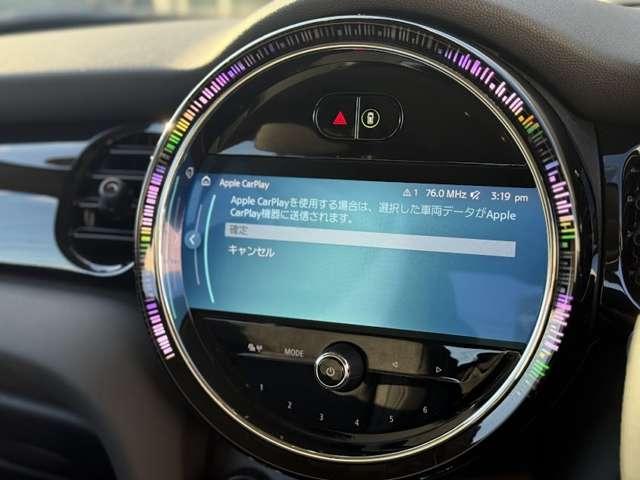 Apple CarPlay
1 76.0 MHz 3:19 pm
Apple CarPlayを使用する場合は、選択した車両データがApple
CarPlay機器に送信されます。
確定
キャンセル
MODE
1 2 3 4 5 6